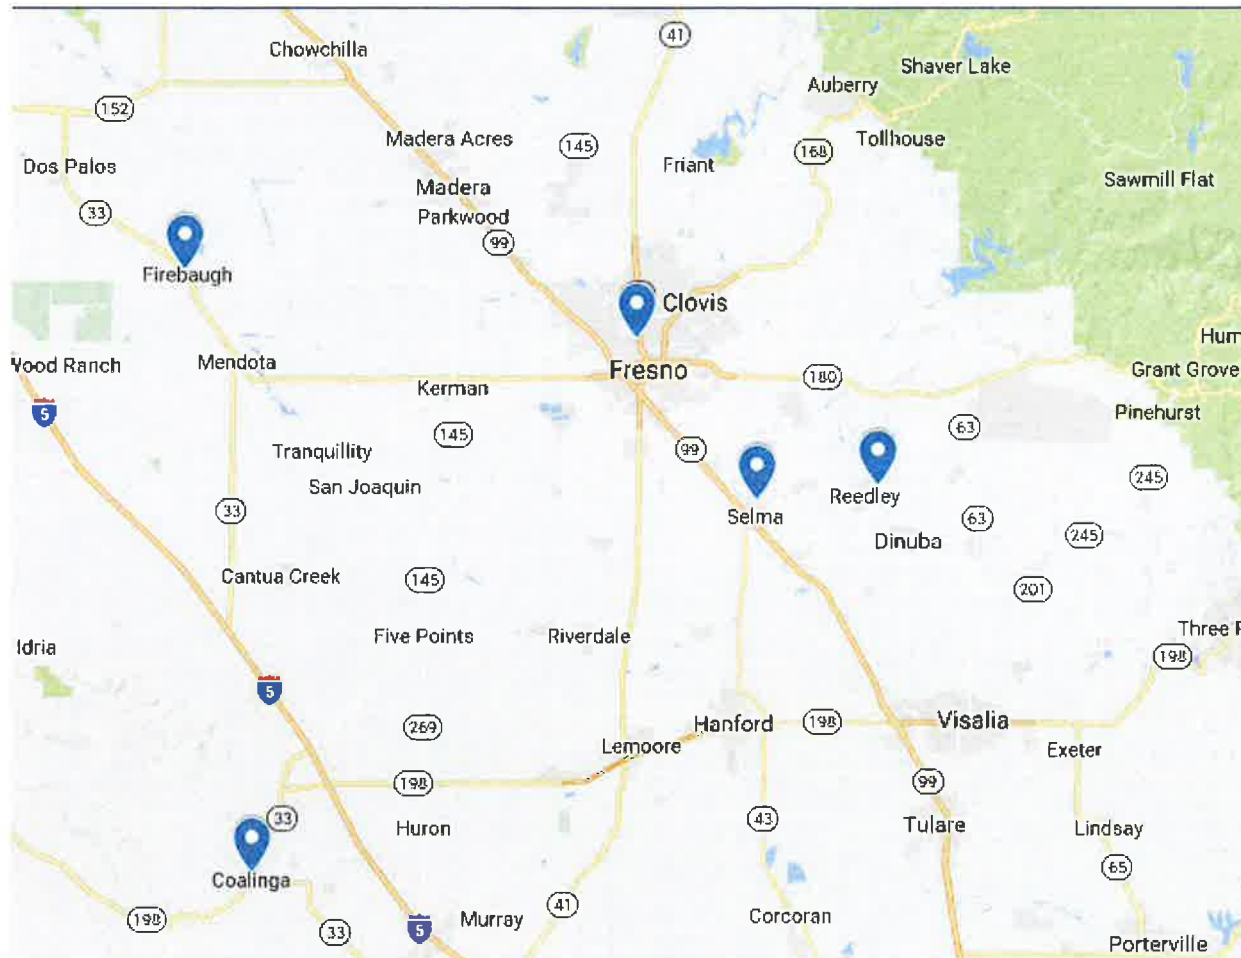 41
Chowchilla
Shaver Lake
Auberry
152
Madera Acres
145
Tollhouse
168
Friant
Dos Palos
Sawmill Flat
Madera
33
Parkwood
99
Firebaugh
Clovis
Hum
Wood Ranch
Mendota
Fresno
Grant Grove
180
Kerman
5
Pinehurst
63
145
99
Tranquillity
245
San Joaquin
Reedley
33
Selma
63
Dinuba
245
Cantua Creek
145
201
Five Points
Riverdale
Three R
Idria
198
5
269
Hanford
198
Visalia
Lemoore
Exeter
198
99
33
43
Huron
Tulare
Lindsay
65
Coalinga
41
198
Murray
Corcoran
33
5
Porterville